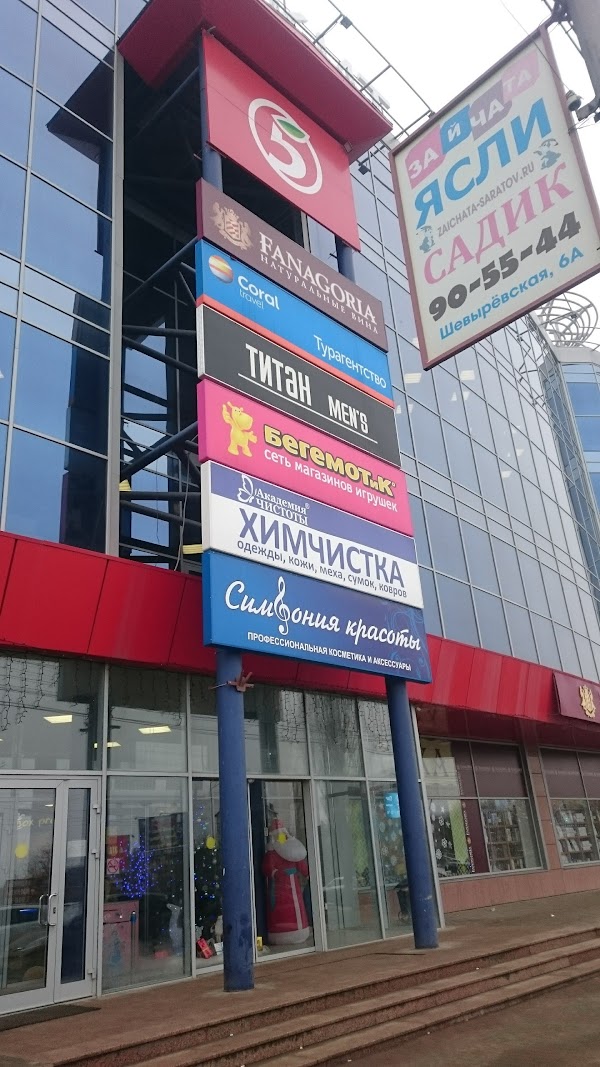 5
FANAGORIA
НАТУРАЛЬНЫЕ ВИНА
coral
travel
Турагентство
ТИТАН MEN'S
БЕГЕМОТиК
сеть магазинов игрушек
Академия®
ЧИСТОТЫ
ХИМЧИСТКА
одежды, кожи, меха, сумок, ковров
Симфония красоты
ПРОФЕССИОНАЛЬНАЯ КОСМЕТИКА И АКСЕССУАРЫ
ЗАЙЧАТА
ЯСЛИ
ZAICHATA-SARATOV.RU
САДИК
90-55-44
Шевырёвская, 6А